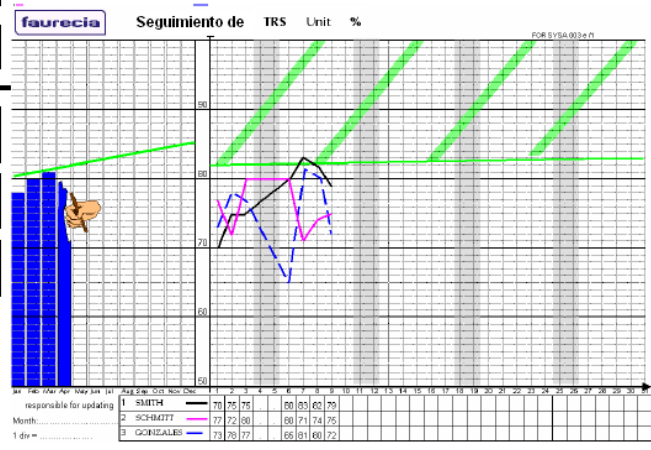 faurecia Seguimiento de TRS Unit %
FOR SYSA 003 e /1
90
80
70
60
50
Jan Feb Mar Apr May Jun Jul Aug Sep Oct Nov Dec 1 2 3 4 5 6 7 8 9 10 11 12 13 14 15 16 17 18 19 20 21 22 23 24 25 26 27 28 29 30 31
responsible for updating
Month:
1 div =
1 SMITH 70 75 75 . . 80 83 82 79
2 SCHMITT 77 72 80 . . 80 71 74 75
3 GONZALES 73 78 77 . . 65 81 80 72